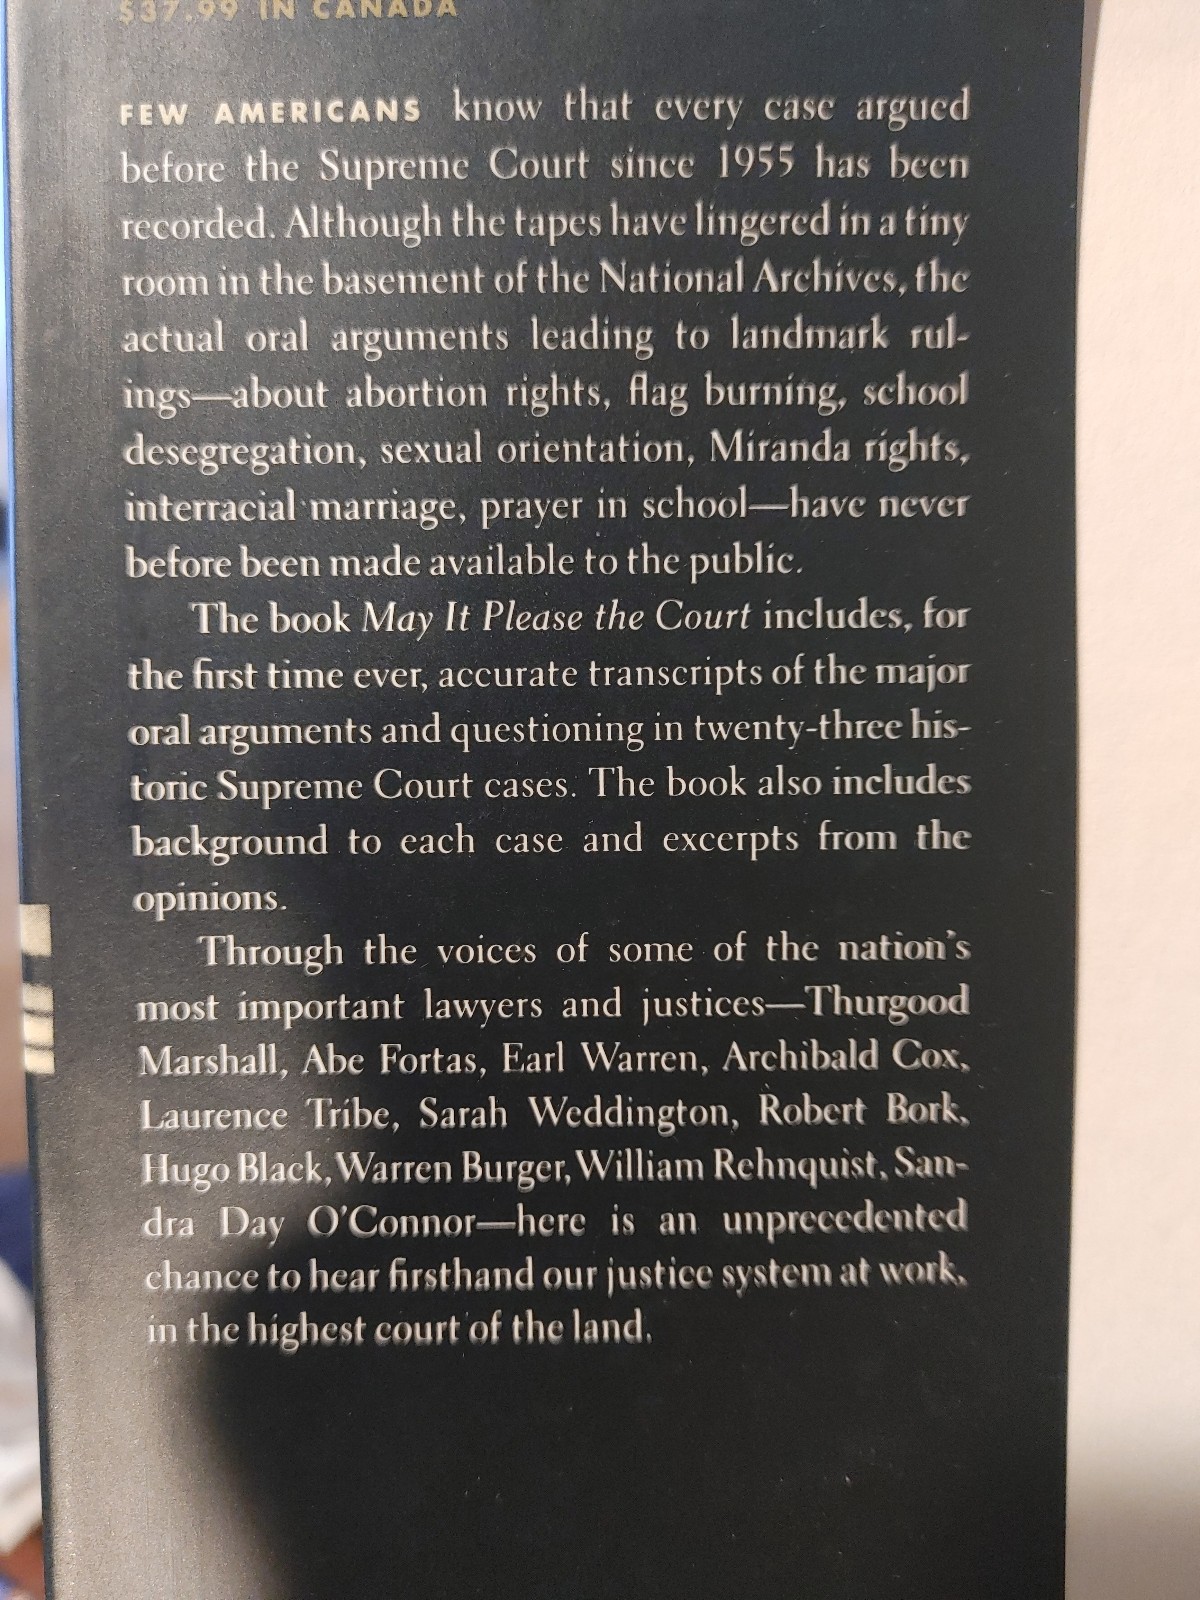 $37.99 IN CANADA
FEW AMERICANS know that every case argued
before the Supreme Court since 1955 has been
recorded. Although the tapes have lingered in a tiny
room in the basement of the National Archives, the
actual oral arguments leading to landmark rul-
ings—about abortion rights, flag burning, school
desegregation, sexual orientation, Miranda rights,
interracial marriage, prayer in school—have never
before been made available to the public.
The book May It Please the Court includes, for
the first time ever, accurate transcripts of the major
oral arguments and questioning in twenty-three his-
toric Supreme Court cases. The book also includes
background to each case and excerpts from the
opinions.
Through the voices of some of the nation's
most important lawyers and justices—Thurgood
Marshall, Abe Fortas, Earl Warren, Archibald Cox,
Laurence Tribe, Sarah Weddington, Robert Bork,
Hugo Black, Warren Burger, William Rehnquist, San-
dra Day O'Connor—here is an unprecedented
chance to hear firsthand our justice system at work,
in the highest court of the land.